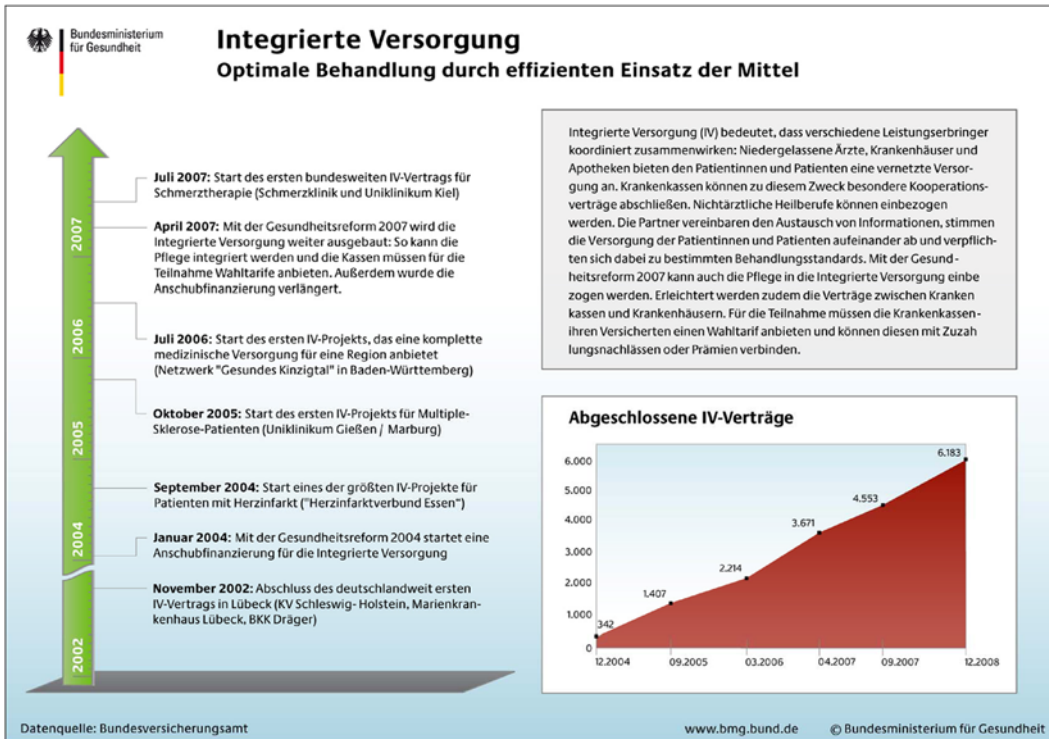 Bundesministerium
für Gesundheit
Integrierte Versorgung
Optimale Behandlung durch effizienten Einsatz der Mittel
2007
2006
2005
2004
2002
Juli 2007: Start des ersten bundesweiten IV-Vertrags für
Schmerztherapie (Schmerzklinik und Uniklinikum Kiel)
April 2007: Mit der Gesundheitsreform 2007 wird die
Integrierte Versorgung weiter ausgebaut: So kann die
Pflege integriert werden und die Kassen müssen für die
Teilnahme Wahltarife anbieten. Außerdem wurde die
Anschubfinanzierung verlängert.
Juli 2006: Start des ersten IV-Projekts, das eine komplette
medizinische Versorgung für eine Region anbietet
(Netzwerk "Gesundes Kinzigtal" in Baden-Württemberg)
Oktober 2005: Start des ersten IV-Projekts für Multiple-
Sklerose-Patienten (Uniklinikum Gießen / Marburg)
September 2004: Start eines der größten IV-Projekte für
Patienten mit Herzinfarkt ("Herzinfarktverbund Essen")
Januar 2004: Mit der Gesundheitsreform 2004 startet eine
Anschubfinanzierung für die Integrierte Versorgung
November 2002: Abschluss des deutschlandweit ersten
IV-Vertrags in Lübeck (KV Schleswig- Holstein, Marienkran-
kenhaus Lübeck, BKK Dräger)
Integrierte Versorgung (IV) bedeutet, dass verschiedene Leistungserbringer
koordiniert zusammenwirken: Niedergelassene Ärzte, Krankenhäuser und
Apotheken bieten den Patientinnen und Patienten eine vernetzte Versor-
gung an. Krankenkassen können zu diesem Zweck besondere Kooperations-
verträge abschließen. Nichtärztliche Heilberufe können einbezogen
werden. Die Partner vereinbaren den Austausch von Informationen, stimmen
die Versorgung der Patientinnen und Patienten aufeinander ab und verpflich-
ten sich dabei zu bestimmten Behandlungsstandards. Mit der Gesund-
heitsreform 2007 kann auch die Pflege in die Integrierte Versorgung einbe
zogen werden. Erleichtert werden zudem die Verträge zwischen Kranken
kassen und Krankenhäusern. Für die Teilnahme müssen die Krankenkassen-
ihren Versicherten einen Wahltarif anbieten und können diesen mit Zuzah
lungsnachlässen oder Prämien verbinden.
Abgeschlossene IV-Verträge
6.000
5.000
4.000
3.000
2.000
1.000
0
342
1,407
2,214
3.671
4.553
6.183
12.2004
09.2005
03.2006
04.2007
09.2007
12.2008
Datenquelle: Bundesversicherungsamt
www.bmg.bund.de
© Bundesministerium für Gesundheit